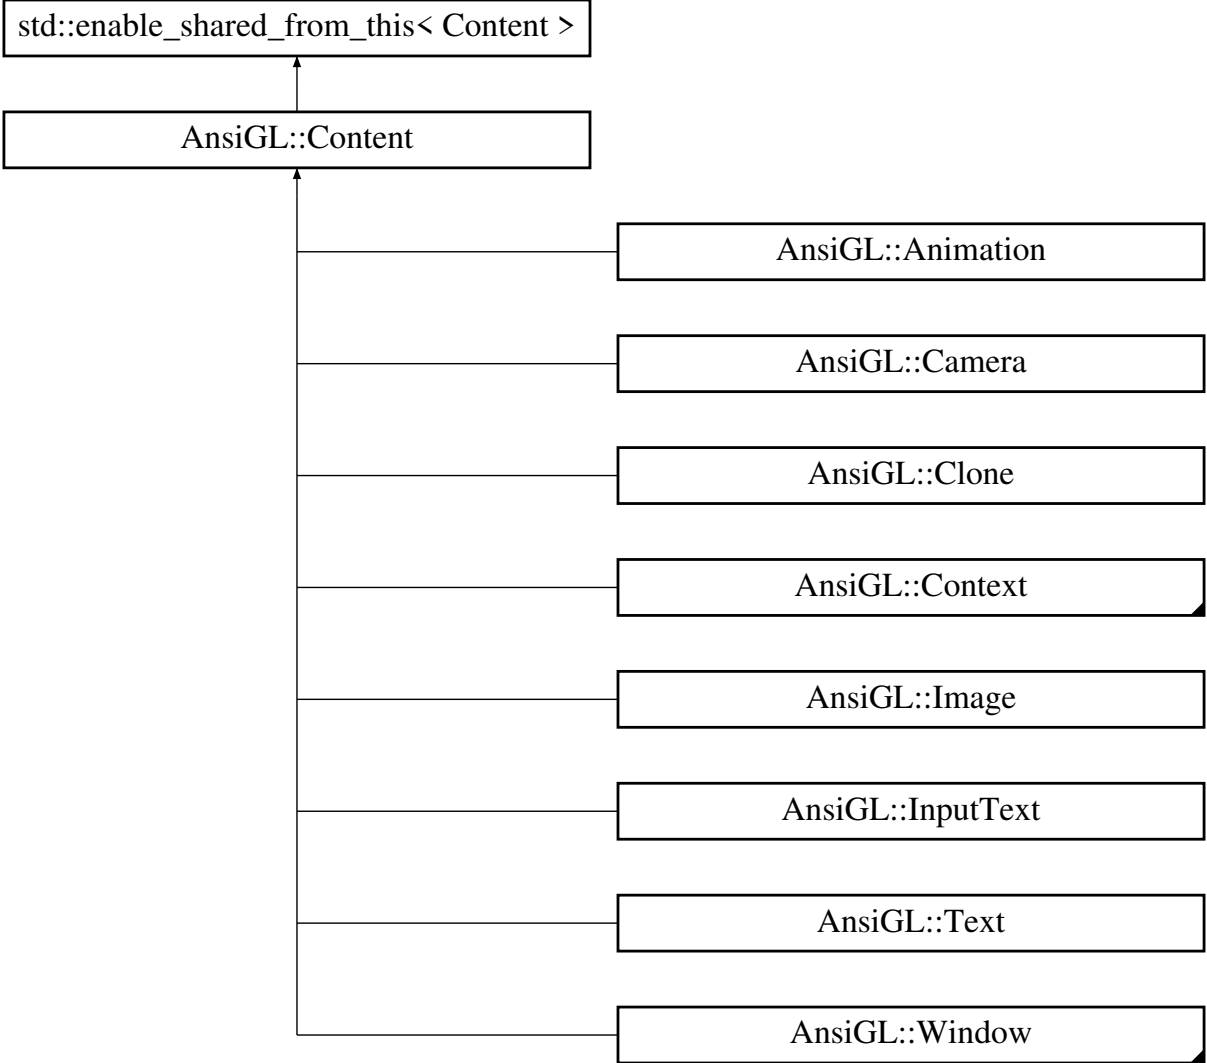 std::enable_shared_from_this< Content >
AnsiGL::Content
AnsiGL::Animation
AnsiGL::Camera
AnsiGL::Clone
AnsiGL::Context
AnsiGL::Image
AnsiGL::InputText
AnsiGL::Text
AnsiGL::Window